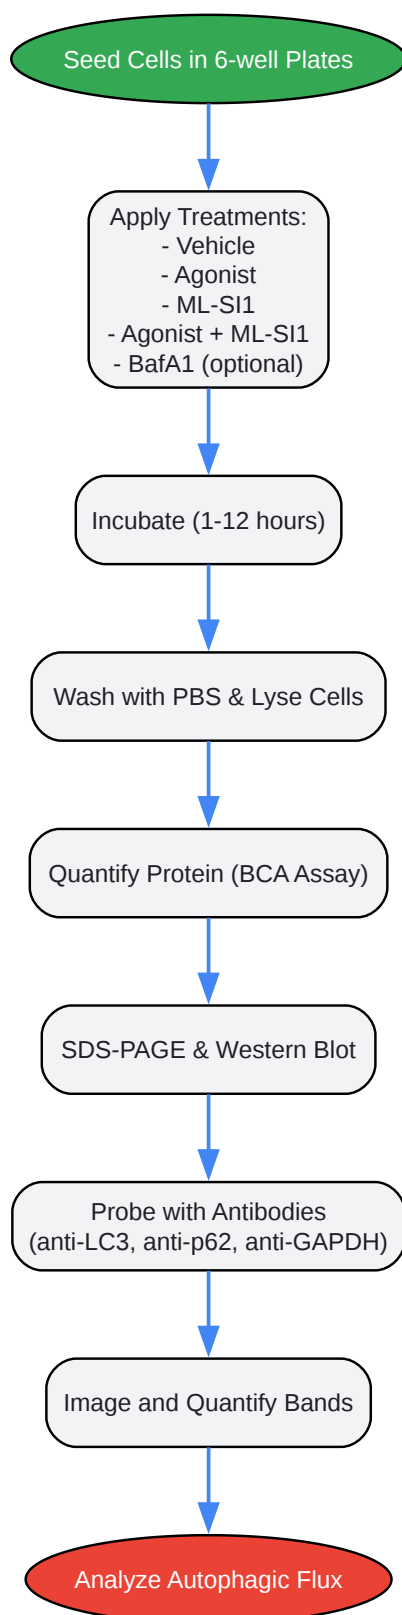 Seed Cells in 6-well Plates
Apply Treatments:
- Vehicle
- Agonist
- ML-SI1
- Agonist + ML-SI1
- BafA1 (optional)
Incubate (1-12 hours)
Wash with PBS & Lyse Cells
Quantify Protein (BCA Assay)
SDS-PAGE & Western Blot
Probe with Antibodies
(anti-LC3, anti-p62, anti-GAPDH)
Image and Quantify Bands
Analyze Autophagic Flux